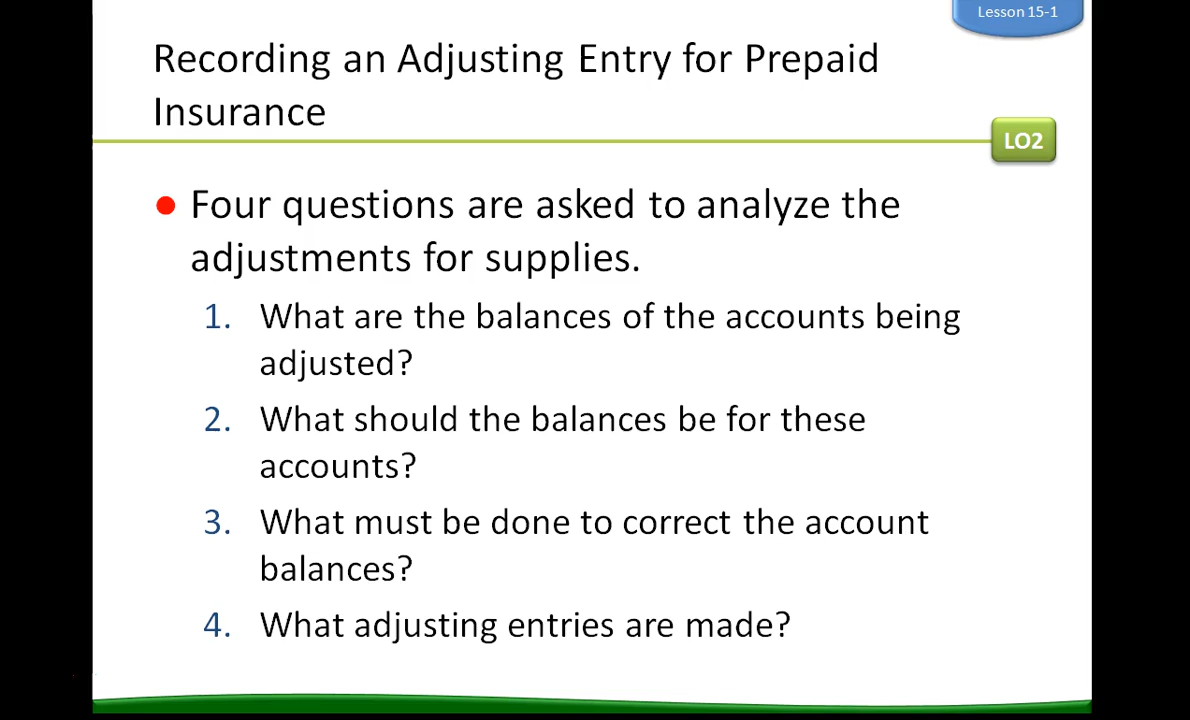 Lesson 15-1
Recording an Adjusting Entry for Prepaid
Insurance
LO2
● Four questions are asked to analyze the
adjustments for supplies.
1. What are the balances of the accounts being
adjusted?
2. What should the balances be for these
accounts?
3. What must be done to correct the account
balances?
4. What adjusting entries are made?